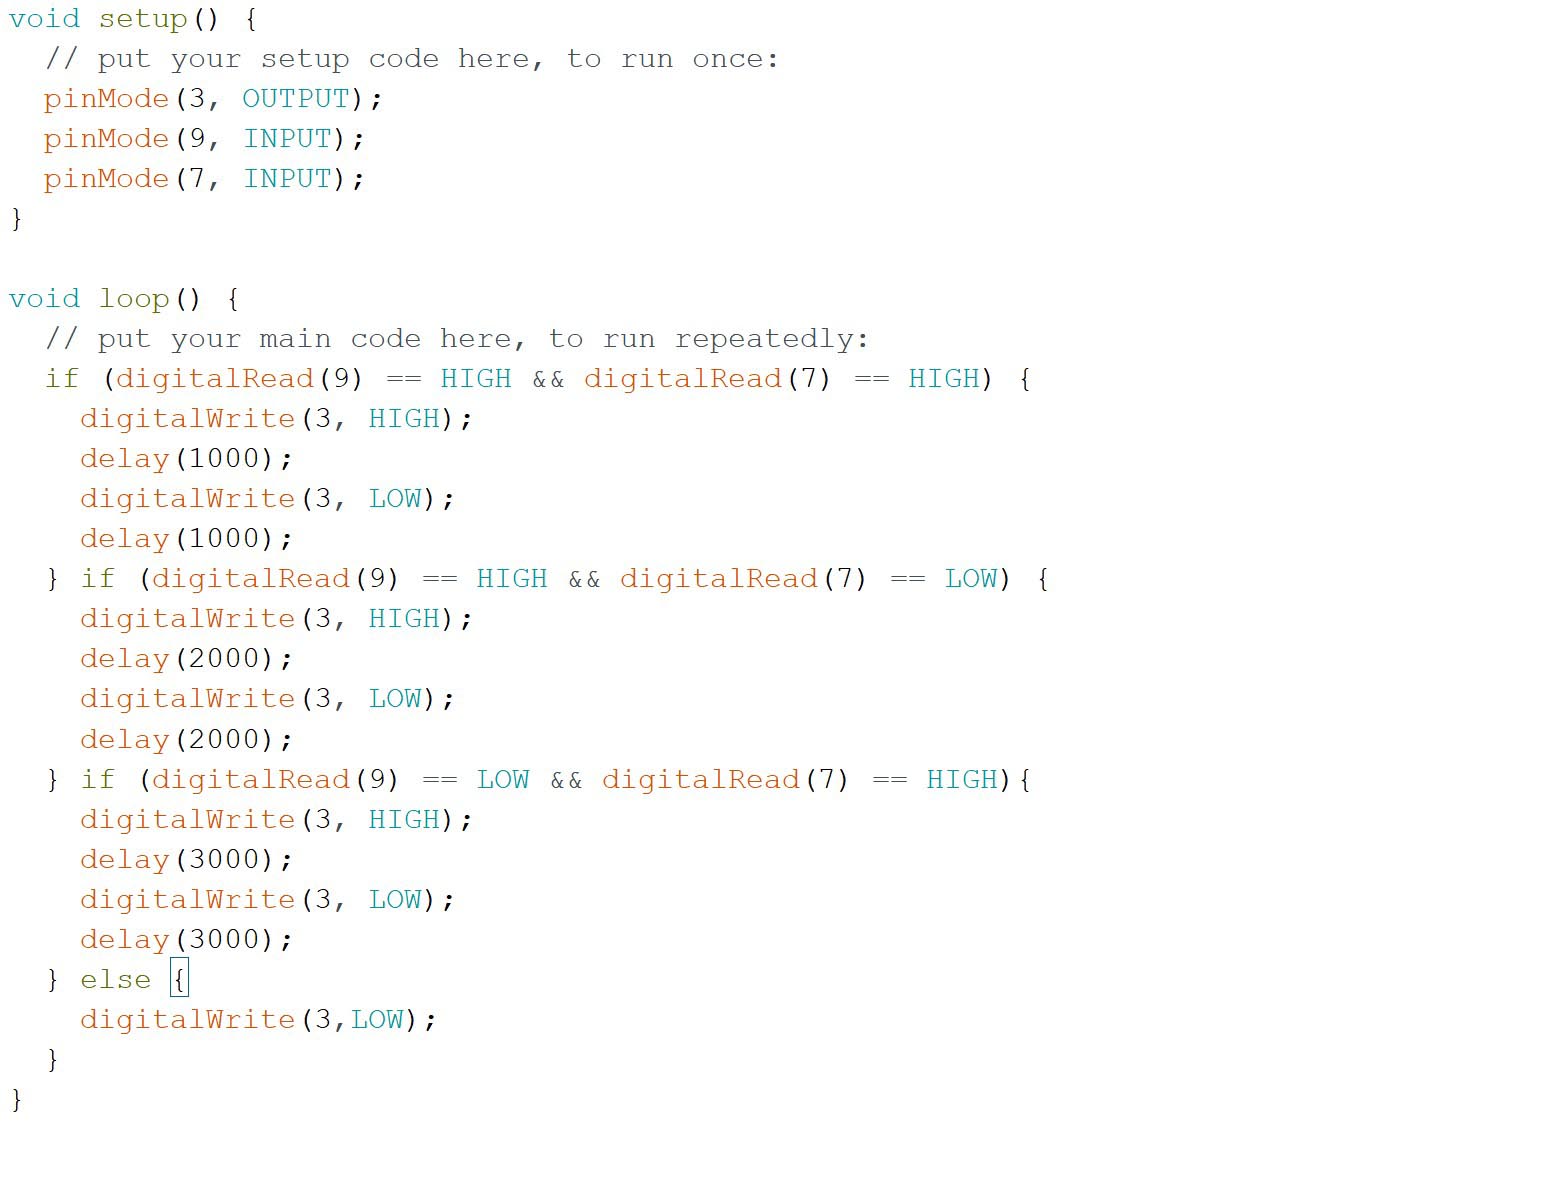 void setup() {
  // put your setup code here, to run once:
  pinMode(3, OUTPUT);
  pinMode(9, INPUT);
  pinMode(7, INPUT);
}

void loop() {
  // put your main code here, to run repeatedly:
  if (digitalRead(9) == HIGH && digitalRead(7) == HIGH) {
    digitalWrite(3, HIGH);
    delay(1000);
    digitalWrite(3, LOW);
    delay(1000);
  } if (digitalRead(9) == HIGH && digitalRead(7) == LOW) {
    digitalWrite(3, HIGH);
    delay(2000);
    digitalWrite(3, LOW);
    delay(2000);
  } if (digitalRead(9) == LOW && digitalRead(7) == HIGH){
    digitalWrite(3, HIGH);
    delay(3000);
    digitalWrite(3, LOW);
    delay(3000);
  } else {
    digitalWrite(3,LOW);
  }
}